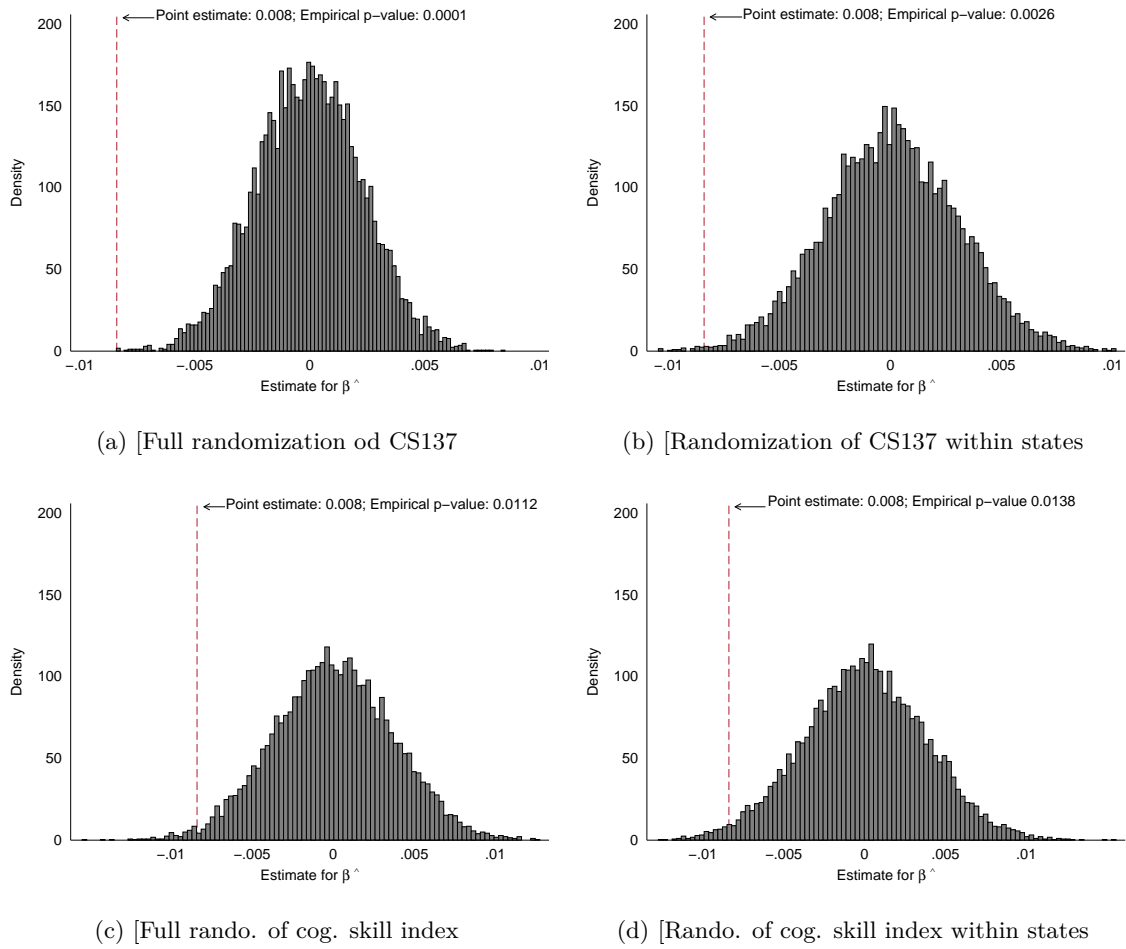 Point estimate: 0.008; Empirical p−value: 0.0001
200
150
100
50
0
Density
−.01 −.005 0 .005 .01
Estimate for β ^
(a) [Full randomization od CS137
Point estimate: 0.008; Empirical p−value: 0.0026
200
150
100
50
0
Density
−.01 −.005 0 .005 .01
Estimate for β ^
(b) [Randomization of CS137 within states
Point estimate: 0.008; Empirical p−value: 0.0112
200
150
100
50
0
Density
−.01 −.005 0 .005 .01
Estimate for β ^
(c) [Full rando. of cog. skill index
Point estimate: 0.008; Empirical p−value 0.0138
200
150
100
50
0
Density
−.01 −.005 0 .005 .01
Estimate for β ^
(d) [Rando. of cog. skill index within states